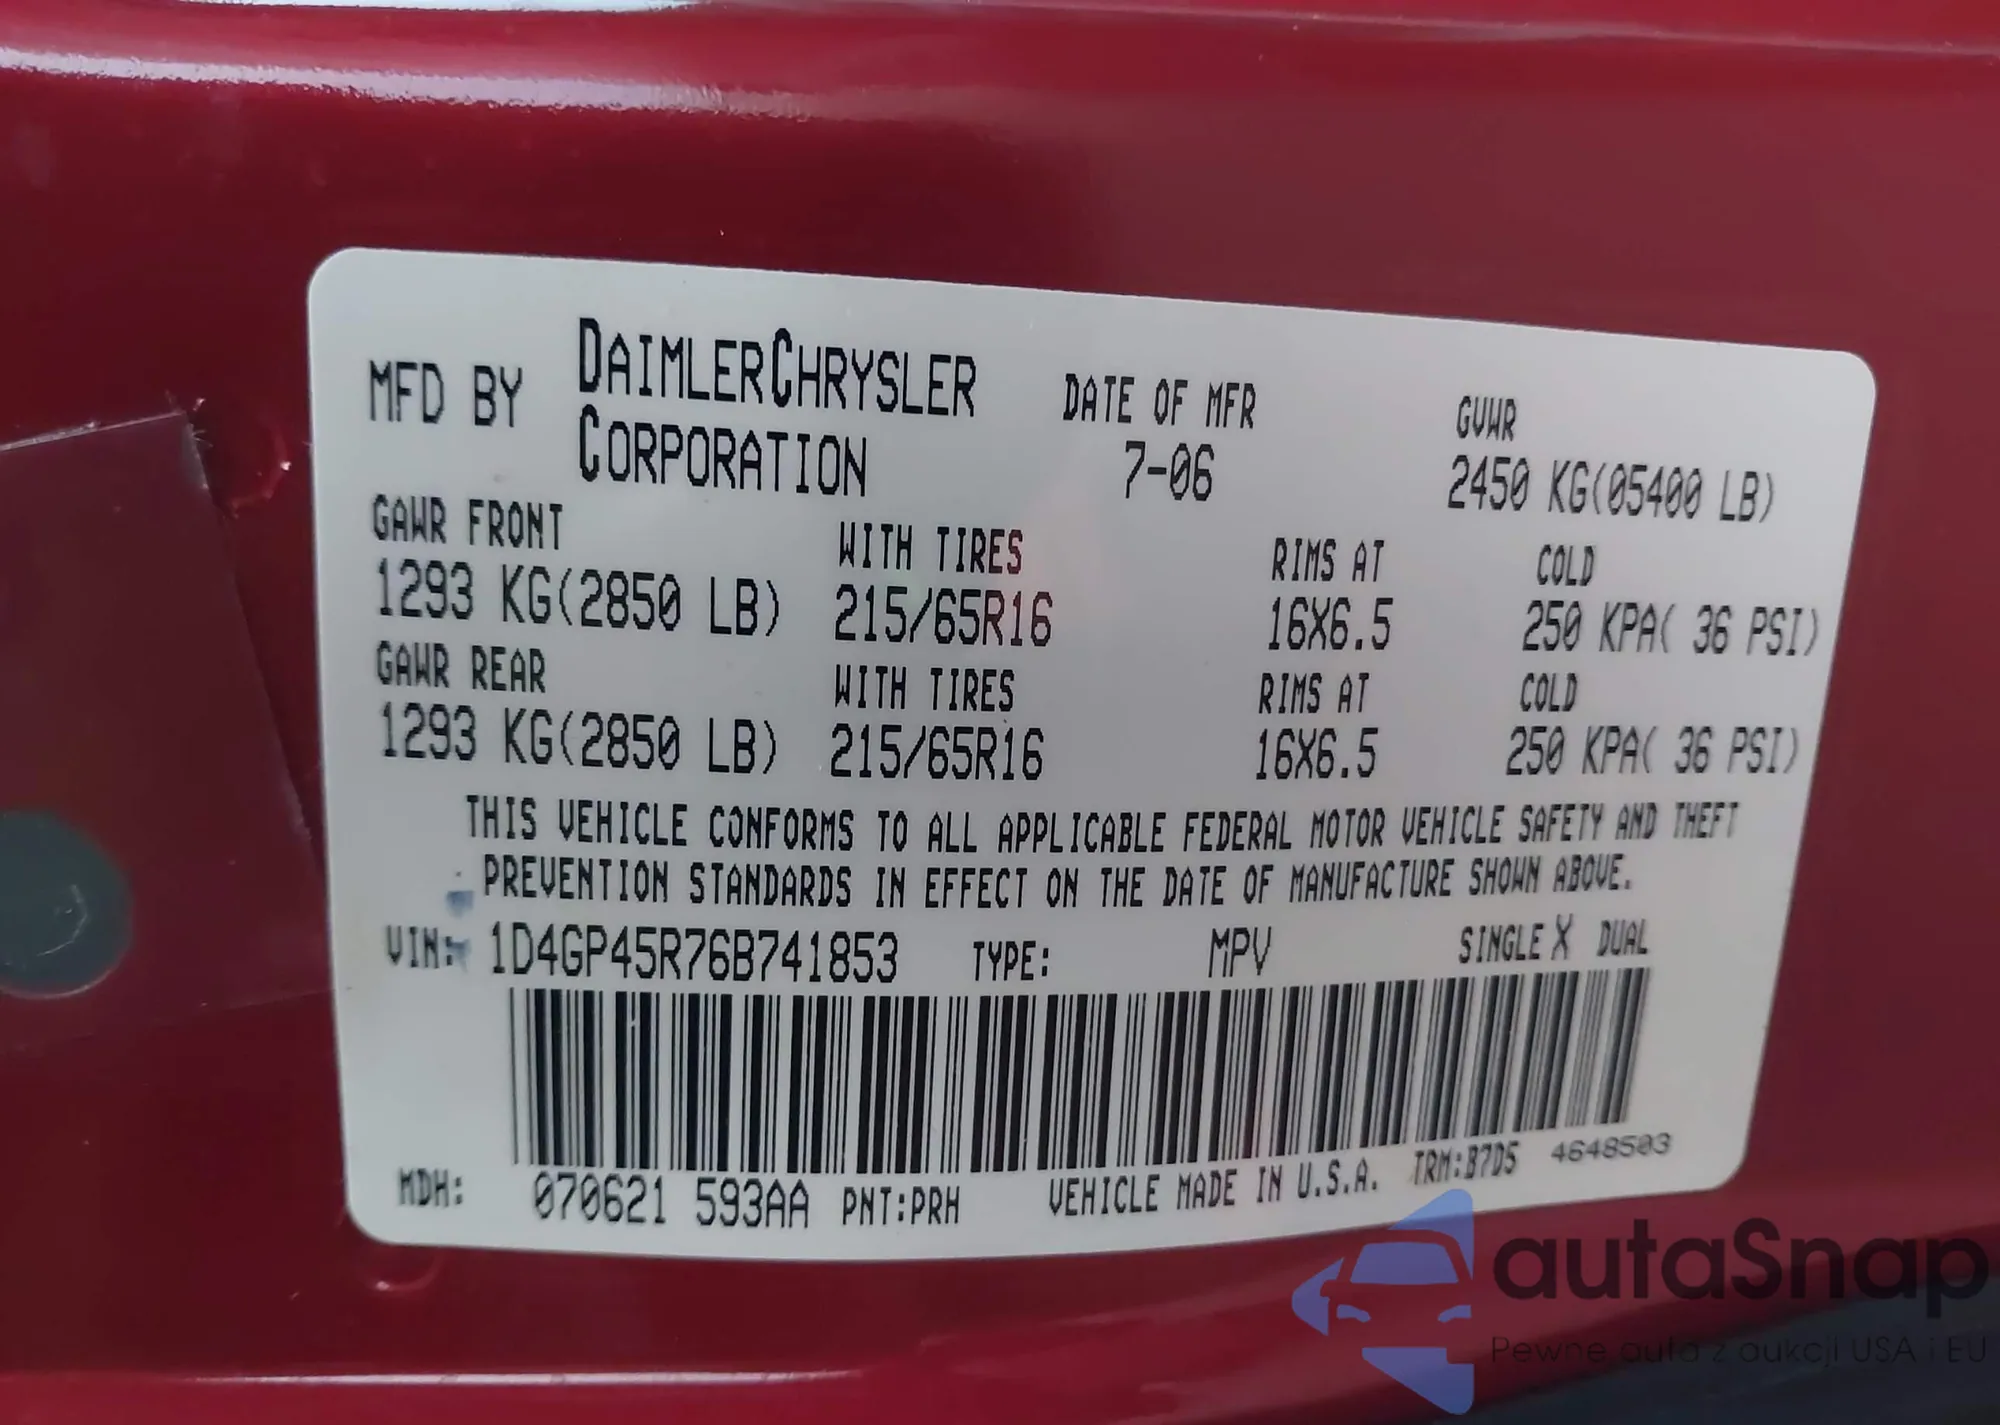 MFD BY DAIMLERCHRYSLER CORPORATION
DATE OF MFR
7-06
GVWR
2450 KG(05400 LB)
GAWR FRONT WITH TIRES RIMS AT COLD
1293 KG(2850 LB) 215/65R16 16X6.5 250 KPA( 36 PSI)
GAWR REAR WITH TIRES RIMS AT COLD
1293 KG(2850 LB) 215/65R16 16X6.5 250 KPA( 36 PSI)
THIS VEHICLE CONFORMS TO ALL APPLICABLE FEDERAL MOTOR VEHICLE SAFETY AND THEFT
PREVENTION STANDARDS IN EFFECT ON THE DATE OF MANUFACTURE SHOWN ABOVE.
VIN: 1D4GP45R76B741853 TYPE: MPV SINGLE X DUAL
MDH: 070621 593AA PNT:PRH VEHICLE MADE IN U.S.A. TRM:B7D5 4648503
autaSnap
Pewne auta z aukcji USA i EU